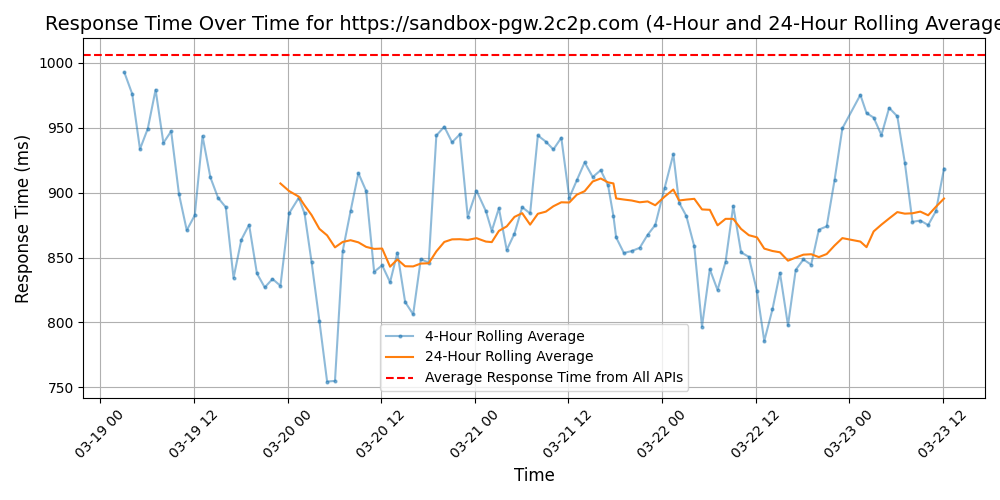 Response Time Over Time for https://sandbox-pgw.2c2p.com (4-Hour and 24-Hour Rolling Average
Response Time (ms)
1000
950
900
850
800
750
4-Hour Rolling Average
24-Hour Rolling Average
Average Response Time from All APIs
03-19 00
03-19 12
03-20 00
03-20 12
03-21 00
03-21 12
03-22 00
03-22 12
03-23 00
03-23 12
Time